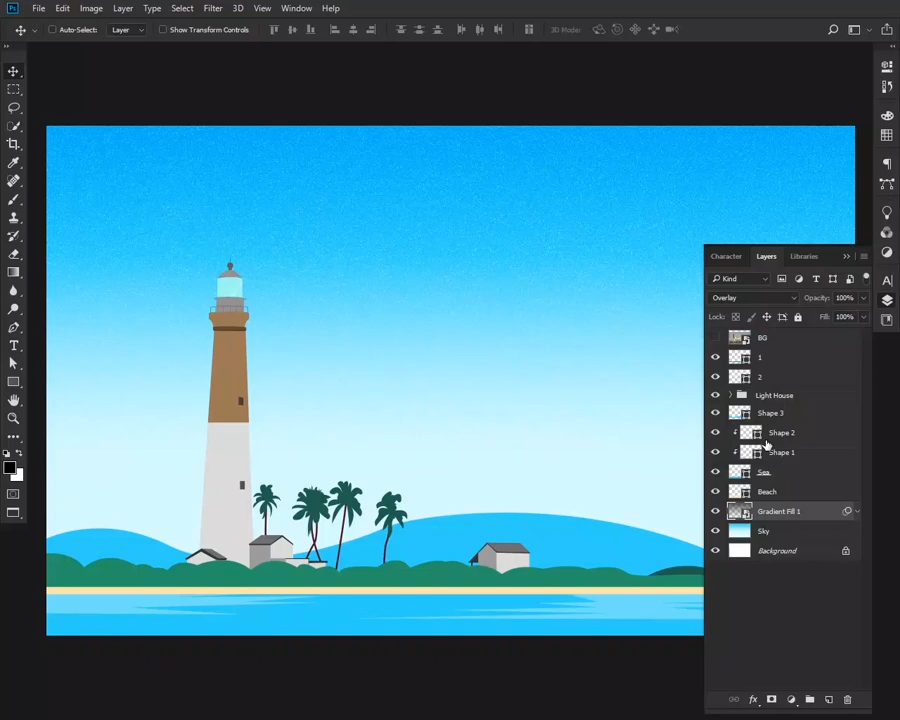 Ps File Edit Image Layer Type Select Filter 3D View Window Help
Auto-Select: Layer Show Transform Controls 3D Mode:
Character Layers Libraries
Kind
Overlay Opacity: 100%
Lock: Fill: 100%
BG
1
2
Light House
Shape 3
Shape 2
Shape 1
Sea
Beach
Gradient Fill 1
Sky
Background
fx